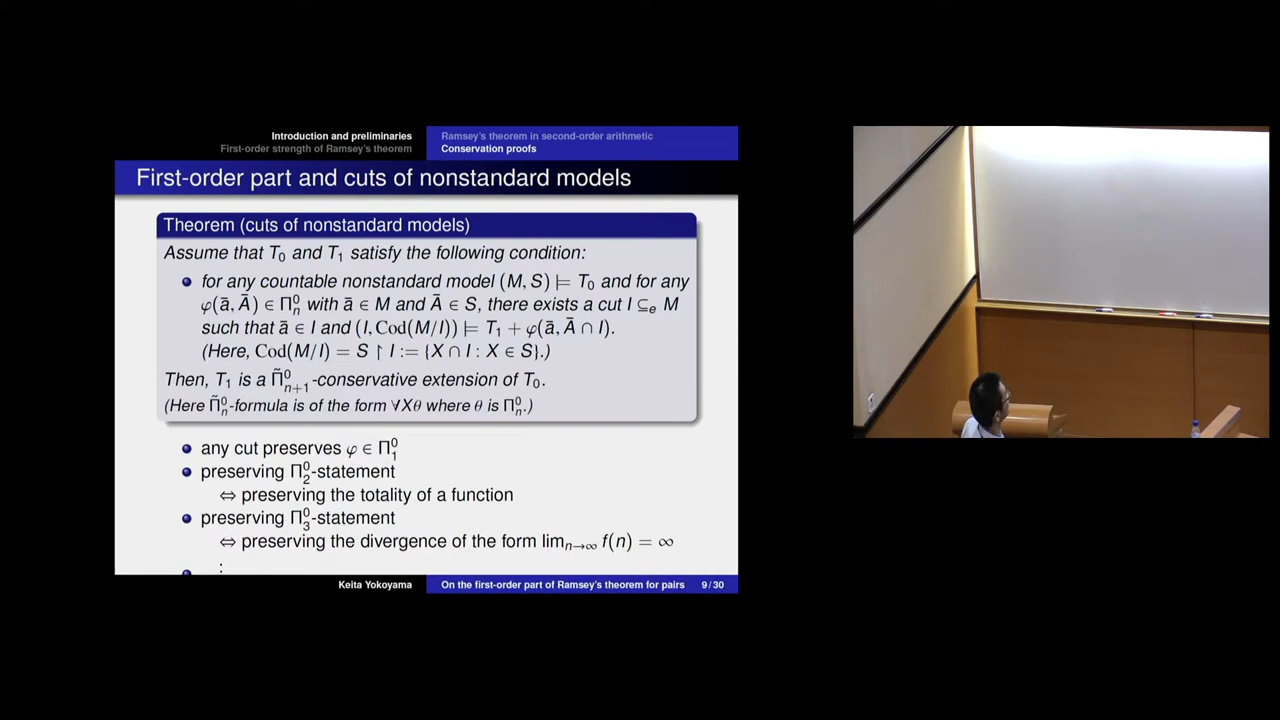 Introduction and preliminaries
First-order strength of Ramsey's theorem
Ramsey's theorem in second-order arithmetic
Conservation proofs
First-order part and cuts of nonstandard models
Theorem (cuts of nonstandard models)
Assume that T₀ and T₁ satisfy the following condition:
for any countable nonstandard model (M, S) ⊨ T₀ and for any
φ(ā, Ā) ∈ Π⁰ₙ with ā ∈ M and Ā ∈ S, there exists a cut I ⊆ₑ M
such that ā ∈ I and (I, Cod(M/I)) ⊨ T₁ + φ(ā, Ā ∩ I).
(Here, Cod(M/I) = S ↾ I := {X ∩ I : X ∈ S}.)
Then, T₁ is a Π̃⁰ₙ₊₁-conservative extension of T₀.
(Here Π̃⁰ₙ-formula is of the form ∀Xθ where θ is Π⁰ₙ.)
any cut preserves φ ∈ Π⁰₁
preserving Π⁰₂-statement
⇔ preserving the totality of a function
preserving Π⁰₃-statement
⇔ preserving the divergence of the form limₙ→∞ f(n) = ∞
⋮
Keita Yokoyama
On the first-order part of Ramsey's theorem for pairs
9 / 30